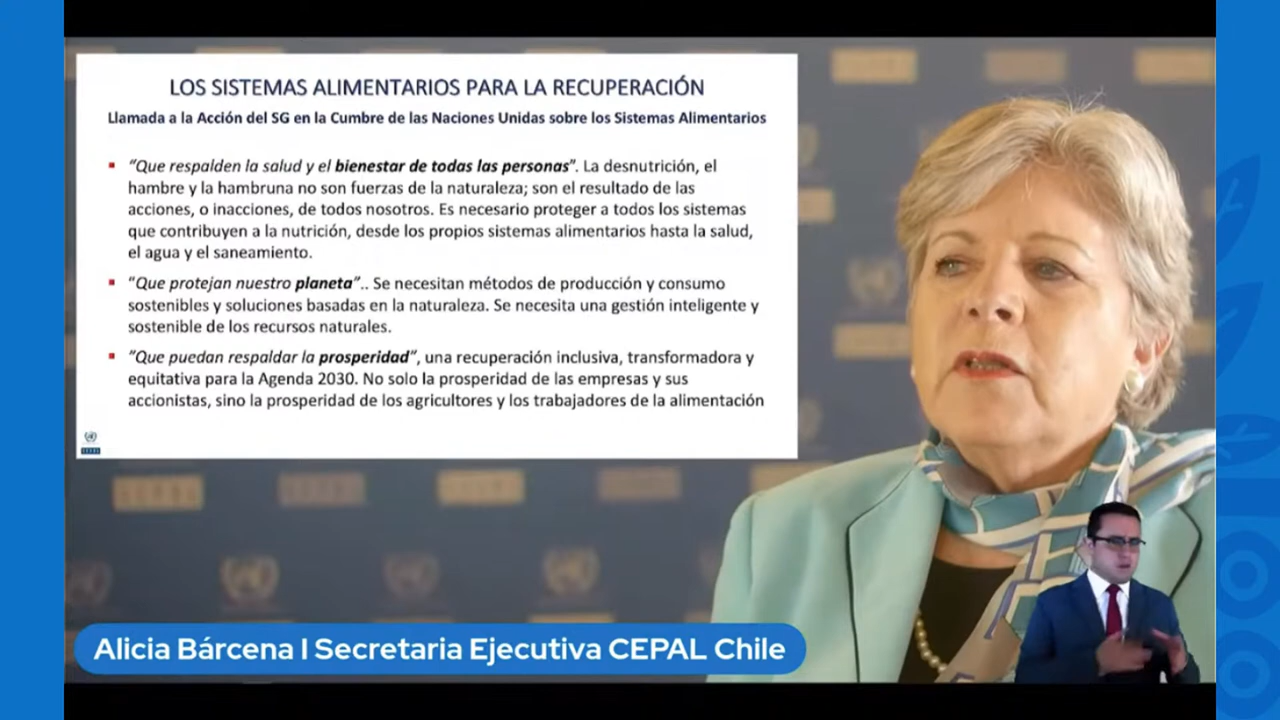 LOS SISTEMAS ALIMENTARIOS PARA LA RECUPERACIÓN
Llamada a la Acción del SG en la Cumbre de las Naciones Unidas sobre los Sistemas Alimentarios
▪ “Que respalden la salud y el bienestar de todas las personas”. La desnutrición, el
hambre y la hambruna no son fuerzas de la naturaleza; son el resultado de las
acciones, o inacciones, de todos nosotros. Es necesario proteger a todos los sistemas
que contribuyen a la nutrición, desde los propios sistemas alimentarios hasta la salud,
el agua y el saneamiento.
▪ “Que protejan nuestro planeta”.. Se necesitan métodos de producción y consumo
sostenibles y soluciones basadas en la naturaleza. Se necesita una gestión inteligente y
sostenible de los recursos naturales.
▪ ”Que puedan respaldar la prosperidad”, una recuperación inclusiva, transformadora y
equitativa para la Agenda 2030. No solo la prosperidad de las empresas y sus
accionistas, sino la prosperidad de los agricultores y los trabajadores de la alimentación
Alicia Bárcena I Secretaria Ejecutiva CEPAL Chile